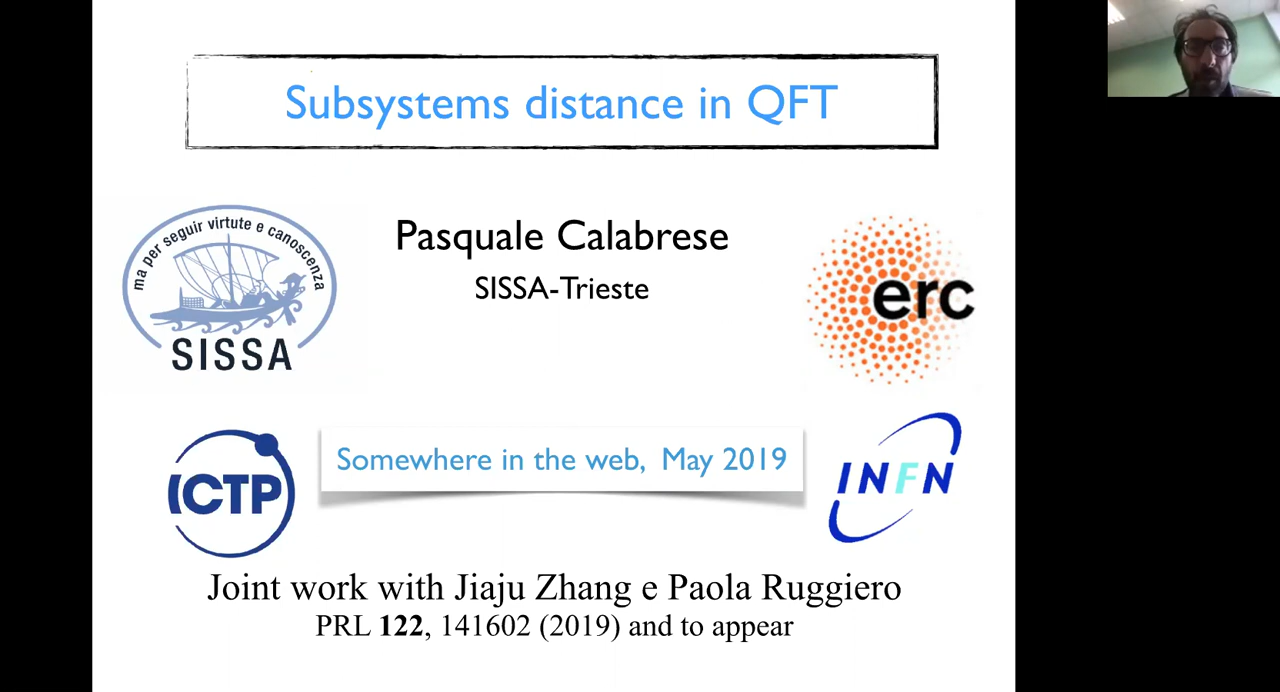 Subsystems distance in QFT
ma per seguir virtute e canoscenza
SISSA
Pasquale Calabrese
SISSA-Trieste
erc
ICTP
Somewhere in the web, May 2019
INFN
Joint work with Jiaju Zhang e Paola Ruggiero
PRL 122, 141602 (2019) and to appear